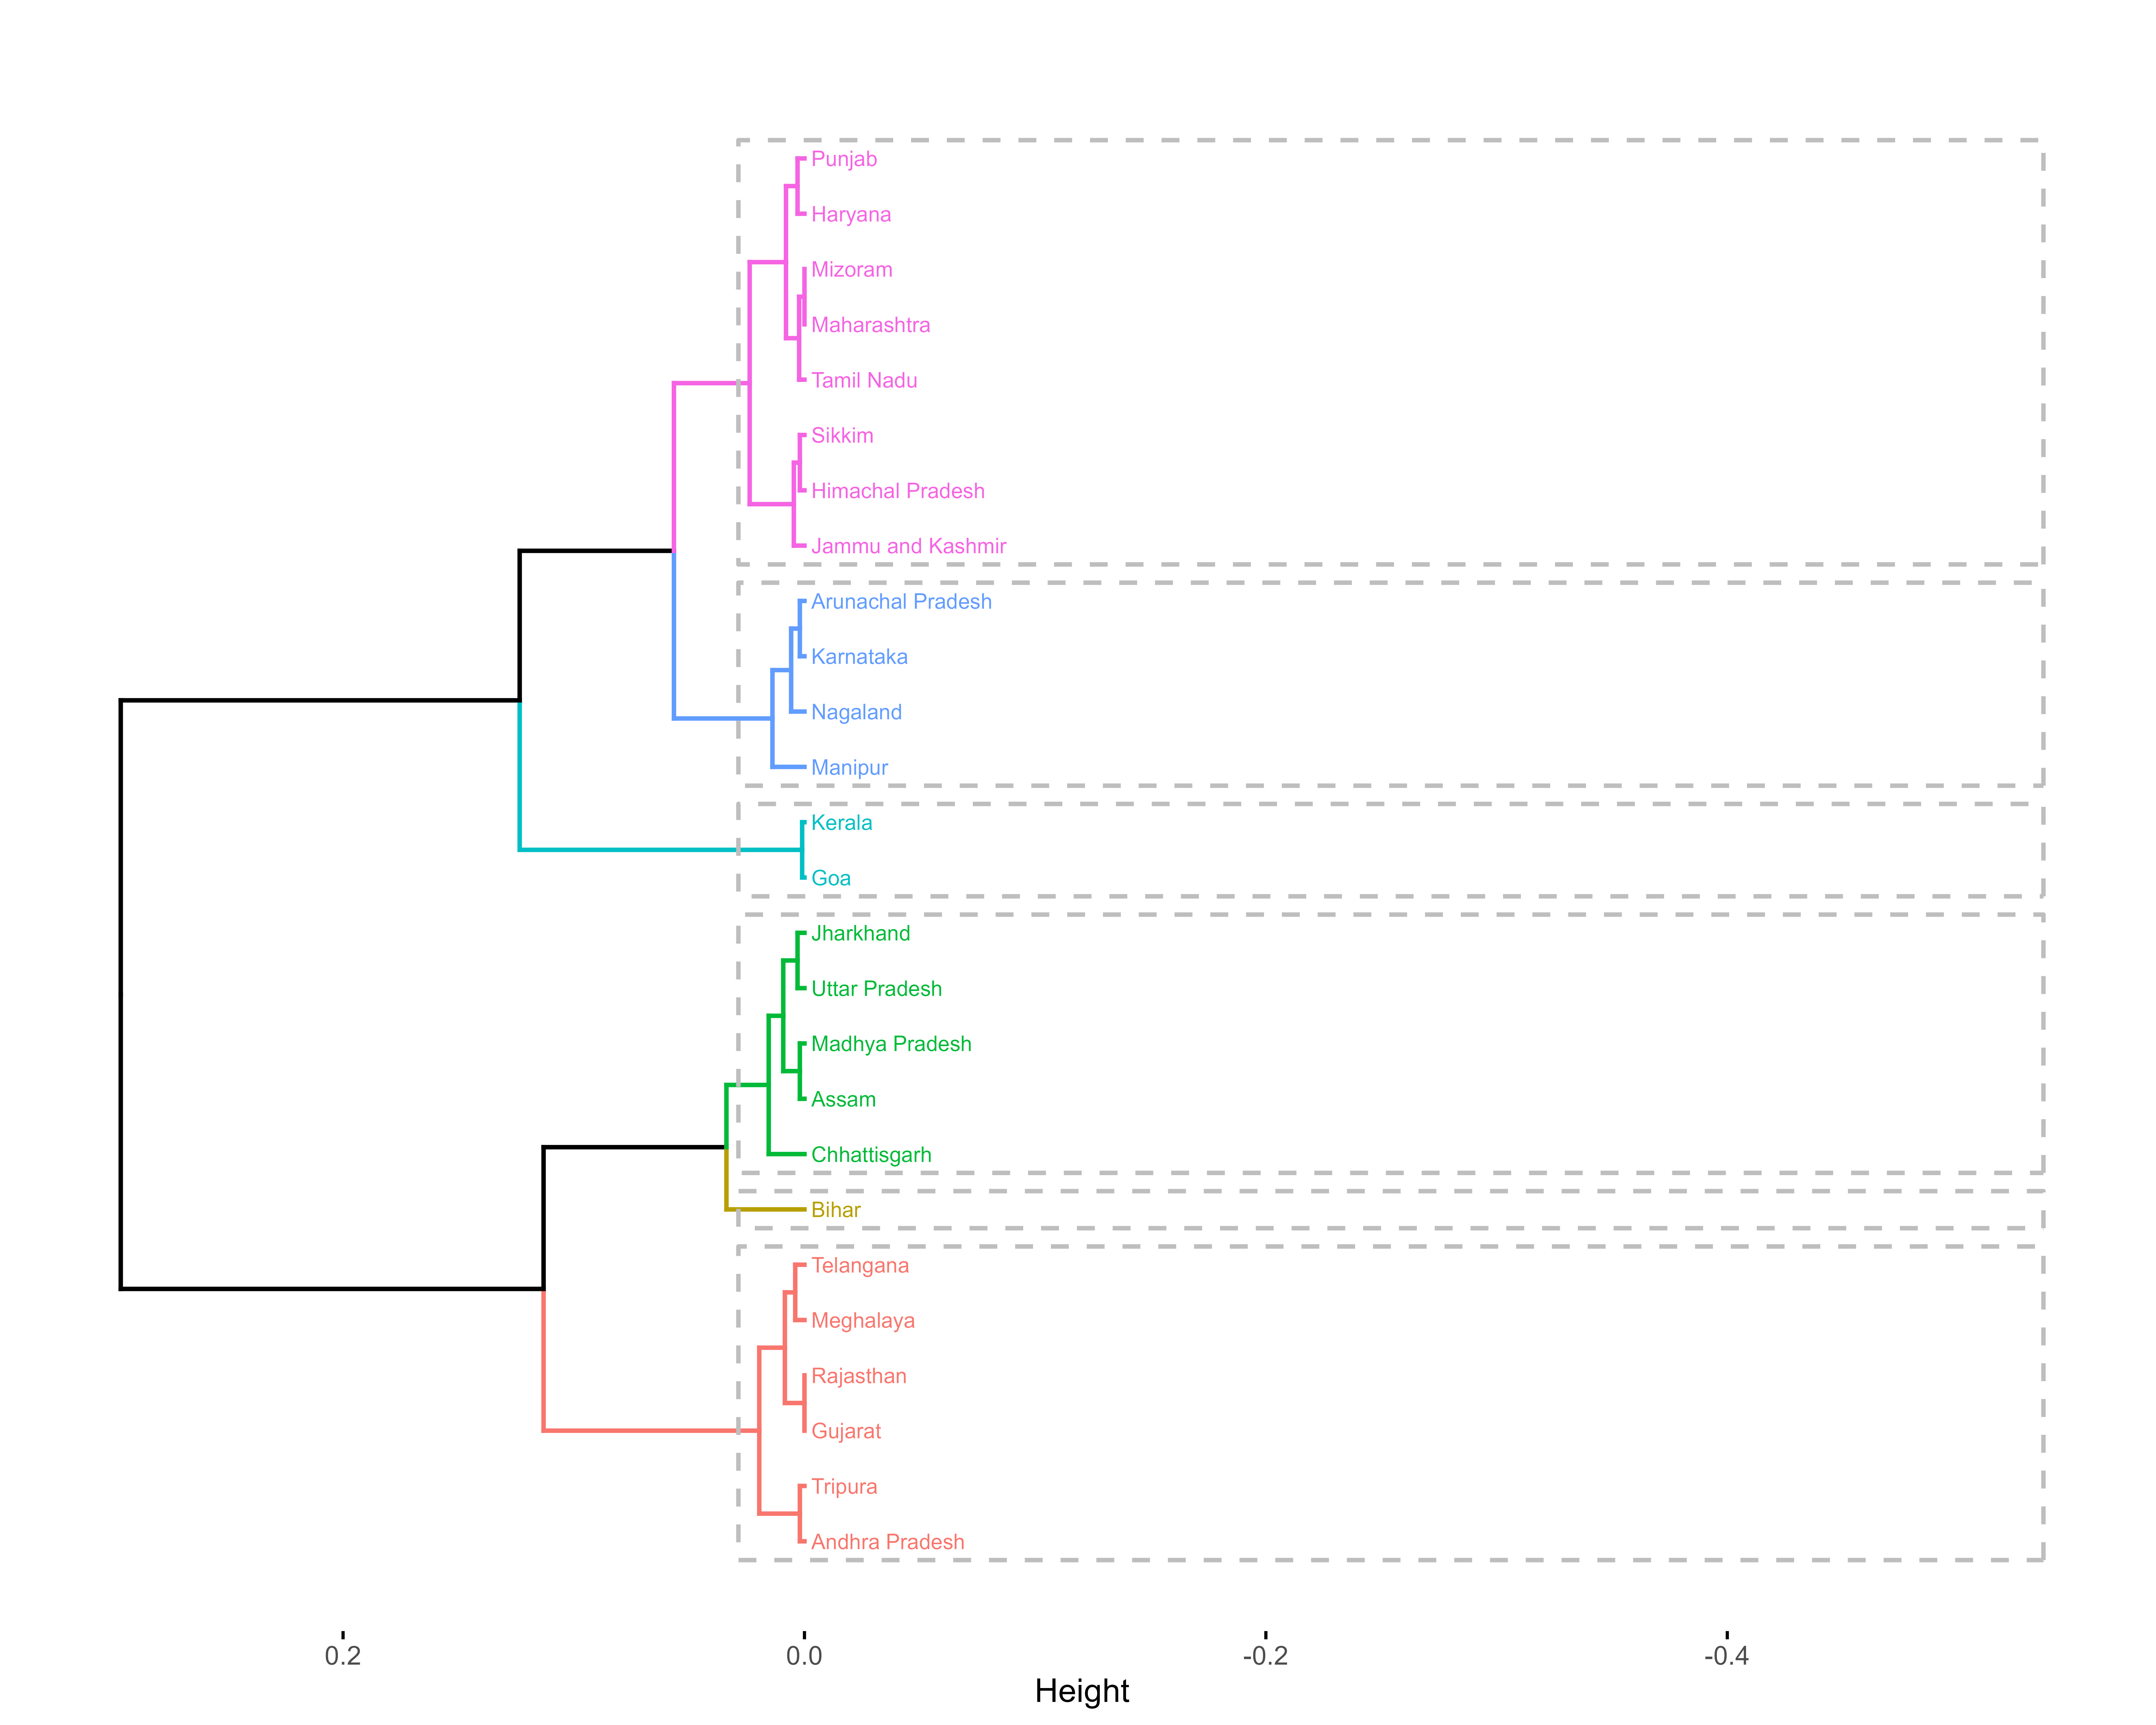 Punjab
Haryana
Mizoram
Maharashtra
Tamil Nadu
Sikkim
Himachal Pradesh
Jammu and Kashmir
Arunachal Pradesh
Karnataka
Nagaland
Manipur
Kerala
Goa
Jharkhand
Uttar Pradesh
Madhya Pradesh
Assam
Chhattisgarh
Bihar
Telangana
Meghalaya
Rajasthan
Gujarat
Tripura
Andhra Pradesh
0.2 0.0 -0.2 -0.4
Height